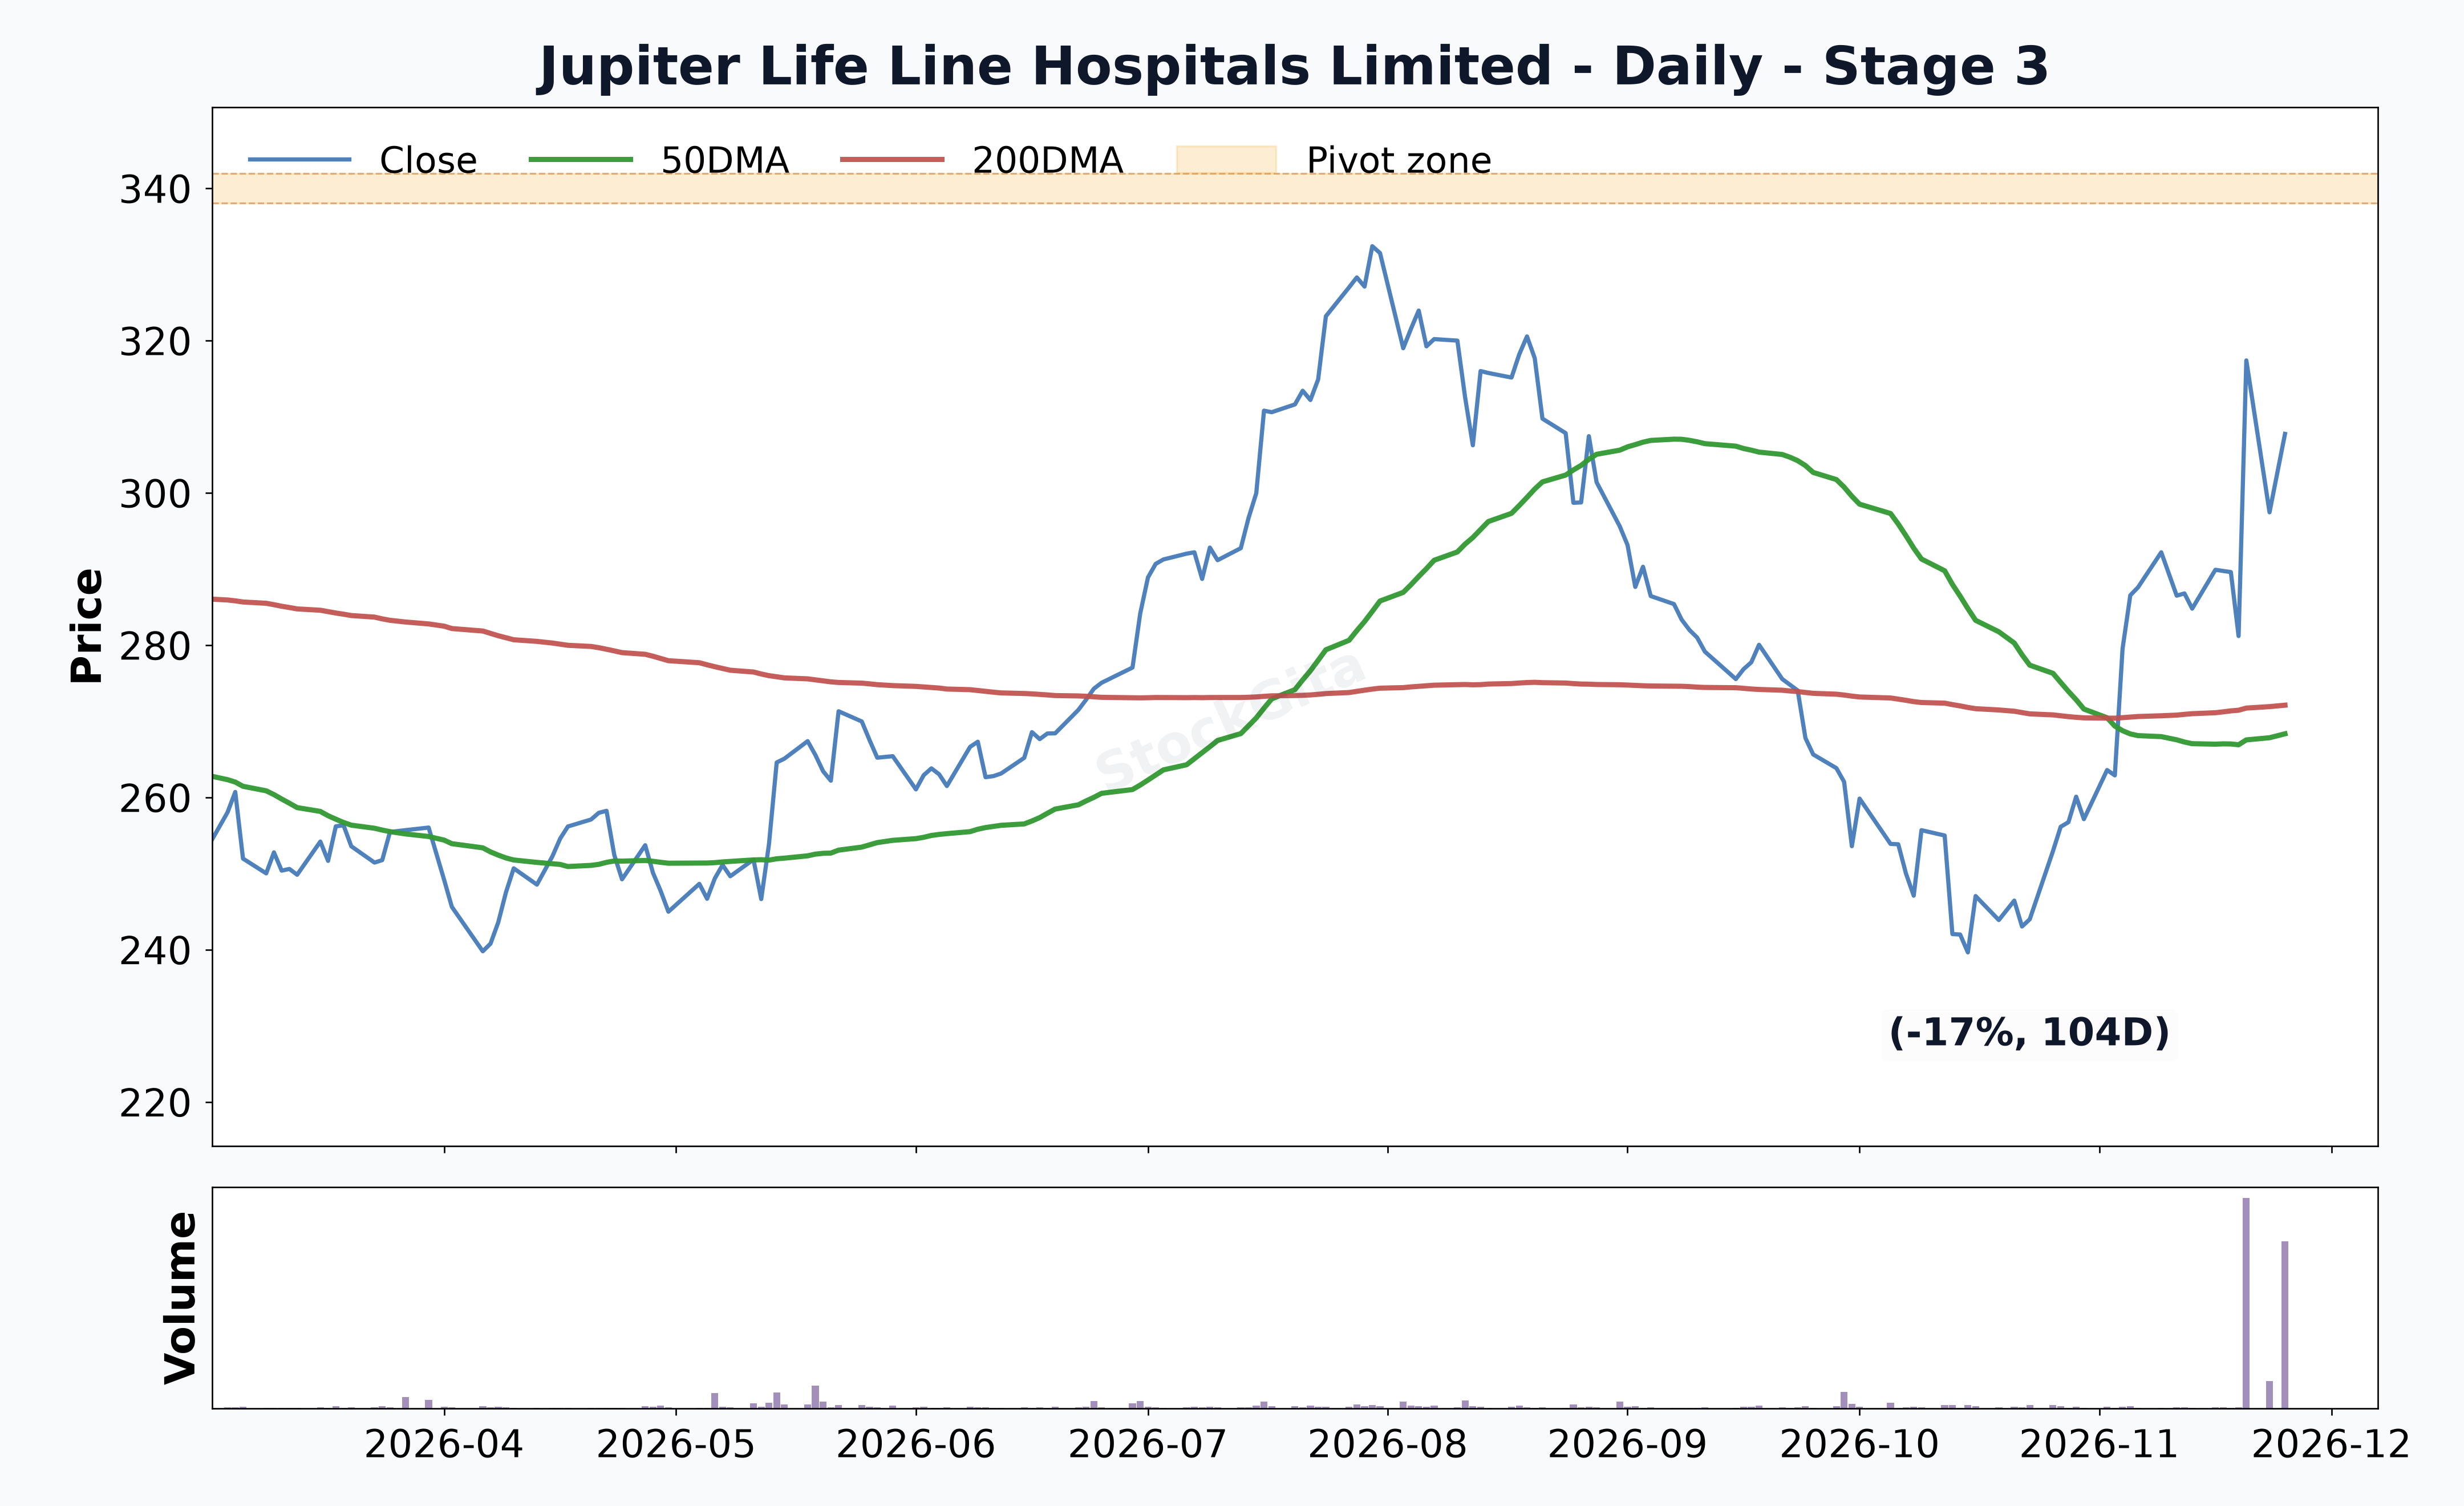 Jupiter Life Line Hospitals Limited - Daily - Stage 3
Close 50DMA 200DMA Pivot zone
340
320
300
280
260
240
220
Price
StockGita
(-17%, 104D)
Volume
2026-04 2026-05 2026-06 2026-07 2026-08 2026-09 2026-10 2026-11 2026-12